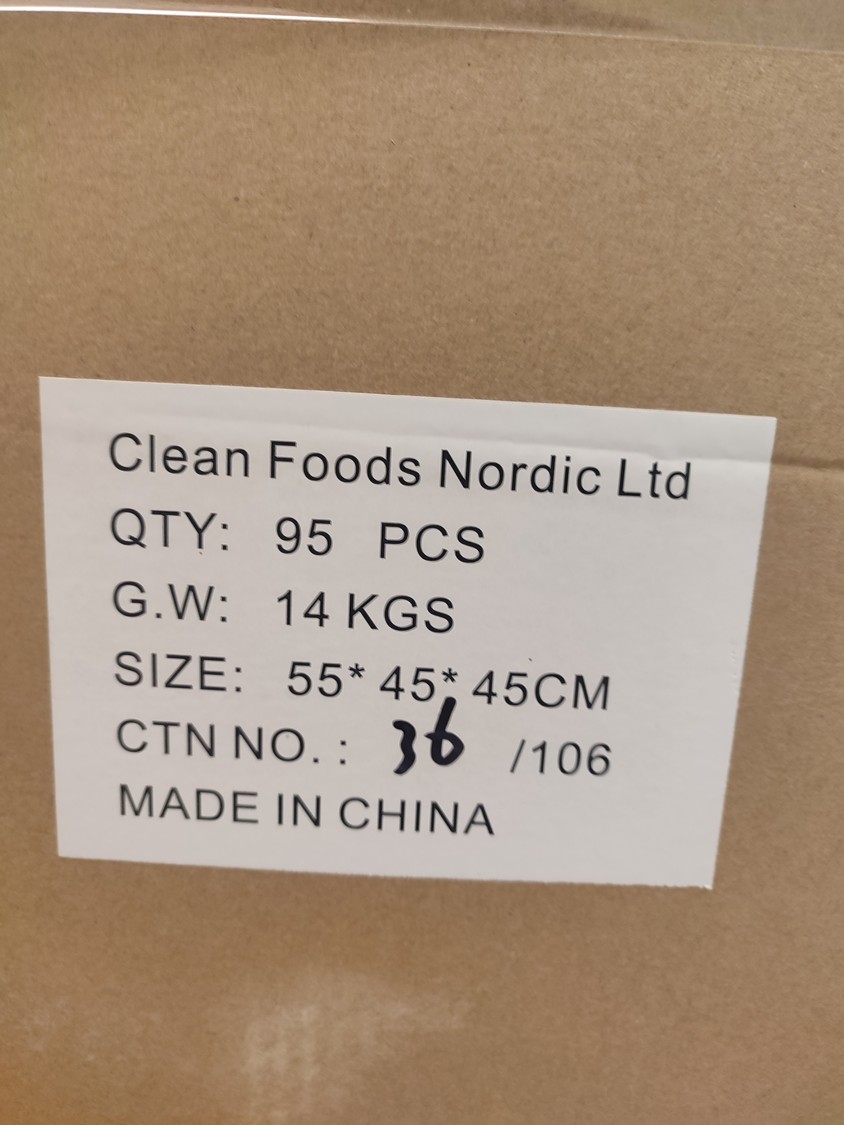 Clean Foods Nordic Ltd
QTY: 95 PCS
G.W: 14 KGS
SIZE: 55* 45* 45CM
CTN NO. : 36 /106
MADE IN CHINA